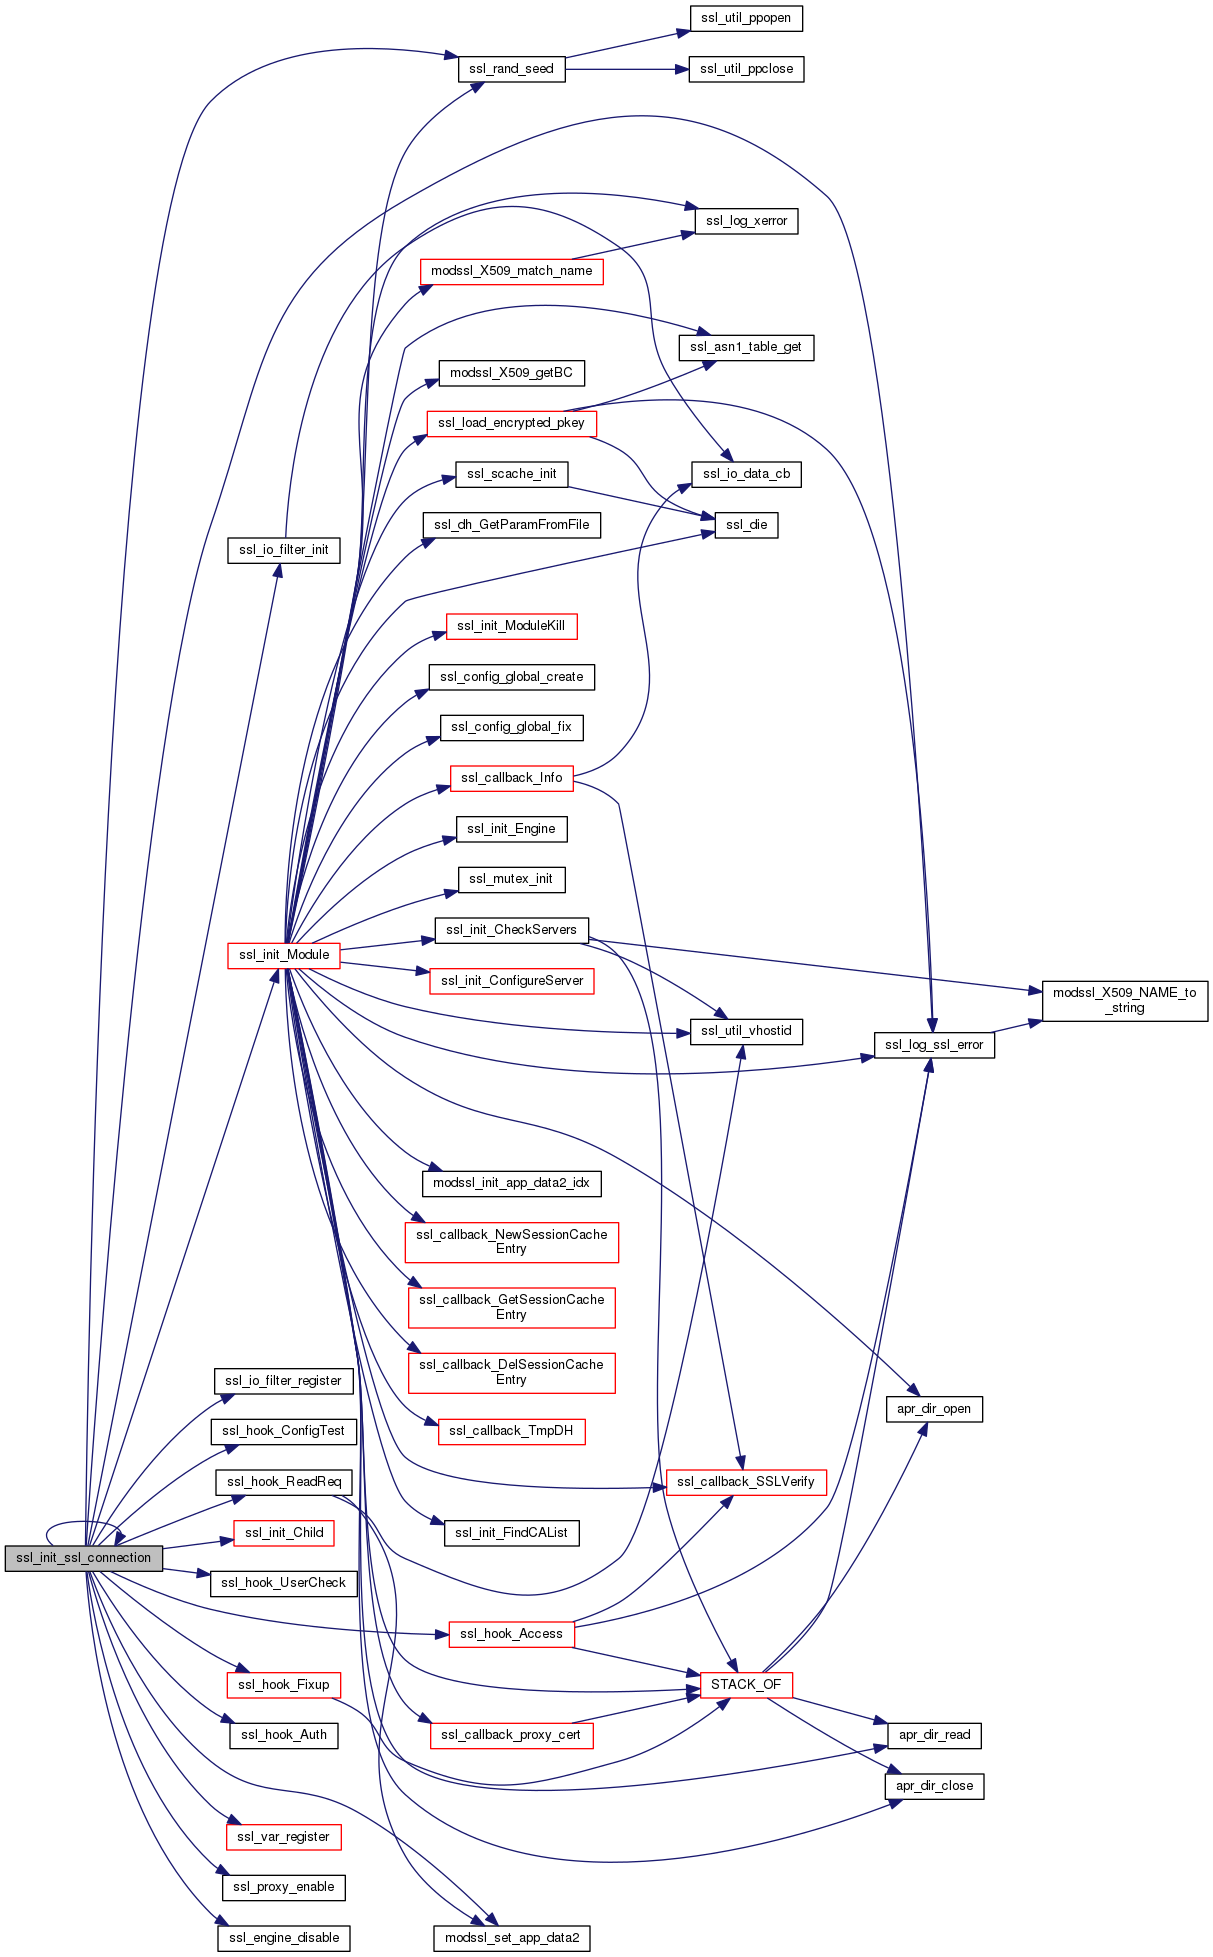 ssl_util_ppopen
ssl_rand_seed
ssl_util_ppclose
ssl_log_xerror
modssl_X509_match_name
ssl_asn1_table_get
modssl_X509_getBC
ssl_load_encrypted_pkey
ssl_scache_init
ssl_io_data_cb
ssl_dh_GetParamFromFile
ssl_die
ssl_io_filter_init
ssl_init_ModuleKill
ssl_config_global_create
ssl_config_global_fix
ssl_callback_Info
ssl_init_Engine
ssl_mutex_init
ssl_init_CheckServers
ssl_init_Module
ssl_init_ConfigureServer
modssl_X509_NAME_to
_string
ssl_util_vhostid
ssl_log_ssl_error
modssl_init_app_data2_idx
ssl_callback_NewSessionCache
Entry
ssl_callback_GetSessionCache
Entry
ssl_callback_DelSessionCache
Entry
ssl_io_filter_register
apr_dir_open
ssl_hook_ConfigTest
ssl_callback_TmpDH
ssl_hook_ReadReq
ssl_callback_SSLVerify
ssl_init_Child
ssl_init_FindCAList
ssl_init_ssl_connection
ssl_hook_UserCheck
ssl_hook_Access
ssl_hook_Fixup
STACK_OF
ssl_hook_Auth
ssl_callback_proxy_cert
apr_dir_read
apr_dir_close
ssl_var_register
ssl_proxy_enable
ssl_engine_disable
modssl_set_app_data2